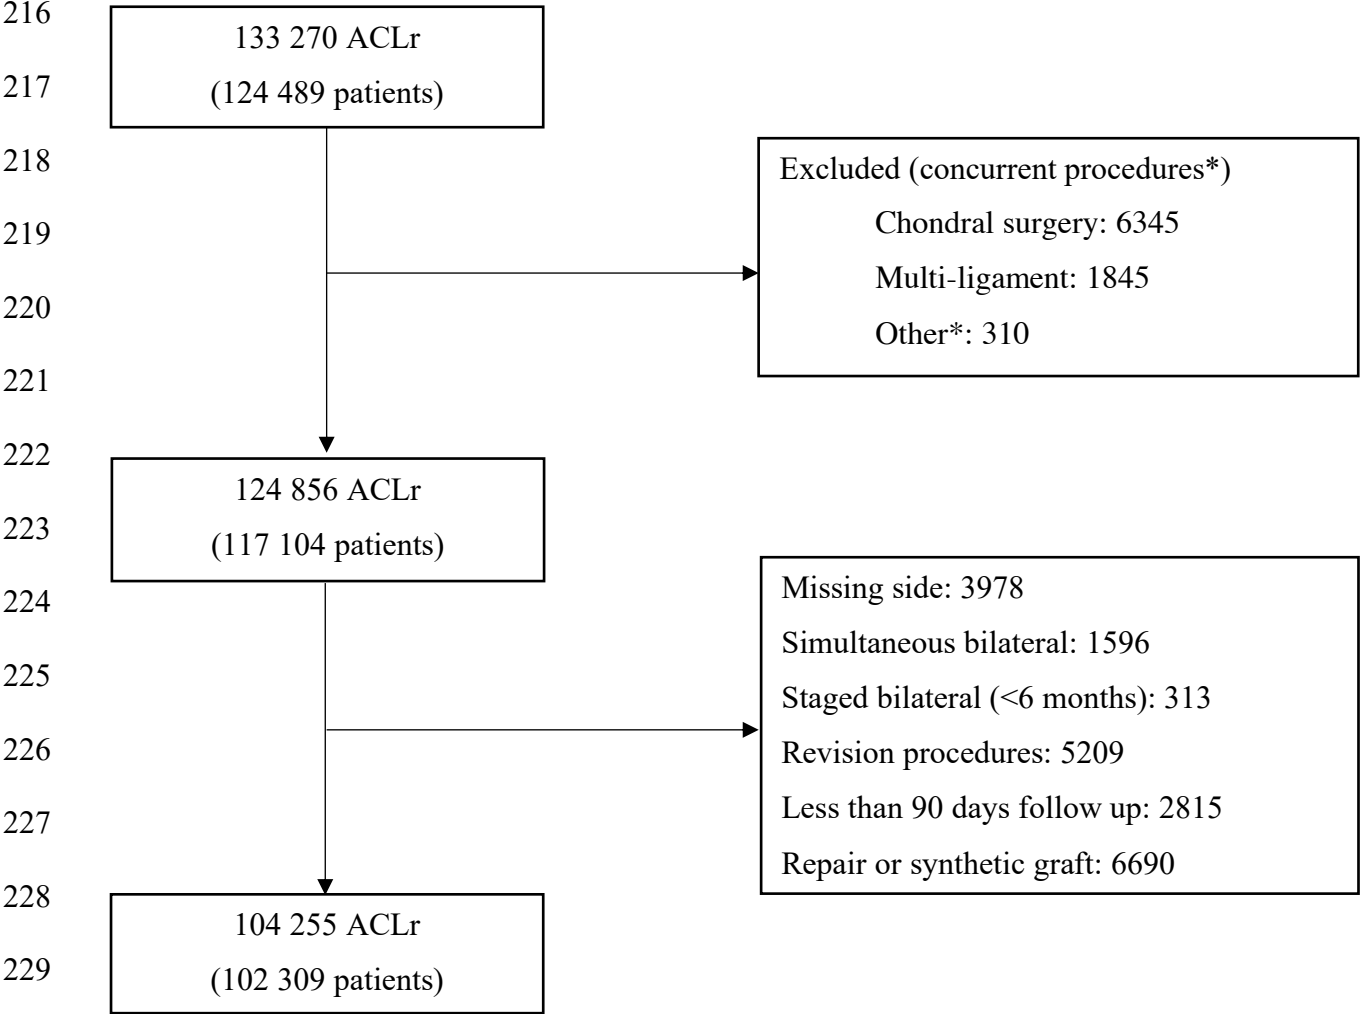 216
133 270 ACLr
217
(124 489 patients)
218
Excluded (concurrent procedures*)
219
Chondral surgery: 6345
Multi-ligament: 1845
220
Other*: 310
221
222
124 856 ACLr
223
(117 104 patients)
224
Missing side: 3978
Simultaneous bilateral: 1596
225
Staged bilateral (<6 months): 313
226
Revision procedures: 5209
227
Less than 90 days follow up: 2815
Repair or synthetic graft: 6690
228
104 255 ACLr
229
(102 309 patients)